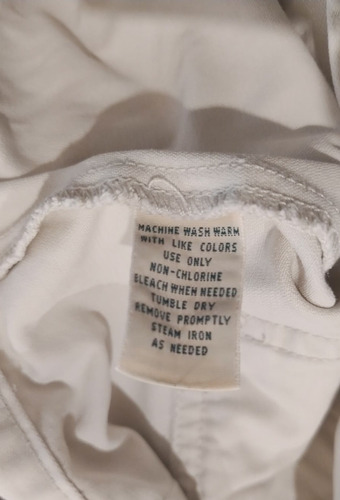 MACHINE WASH WARM
WITH LIKE COLORS
USE ONLY
NON-CHLORINE
BLEACH WHEN NEEDED
TUMBLE DRY
REMOVE PROMPTLY
STEAM IRON
AS NEEDED